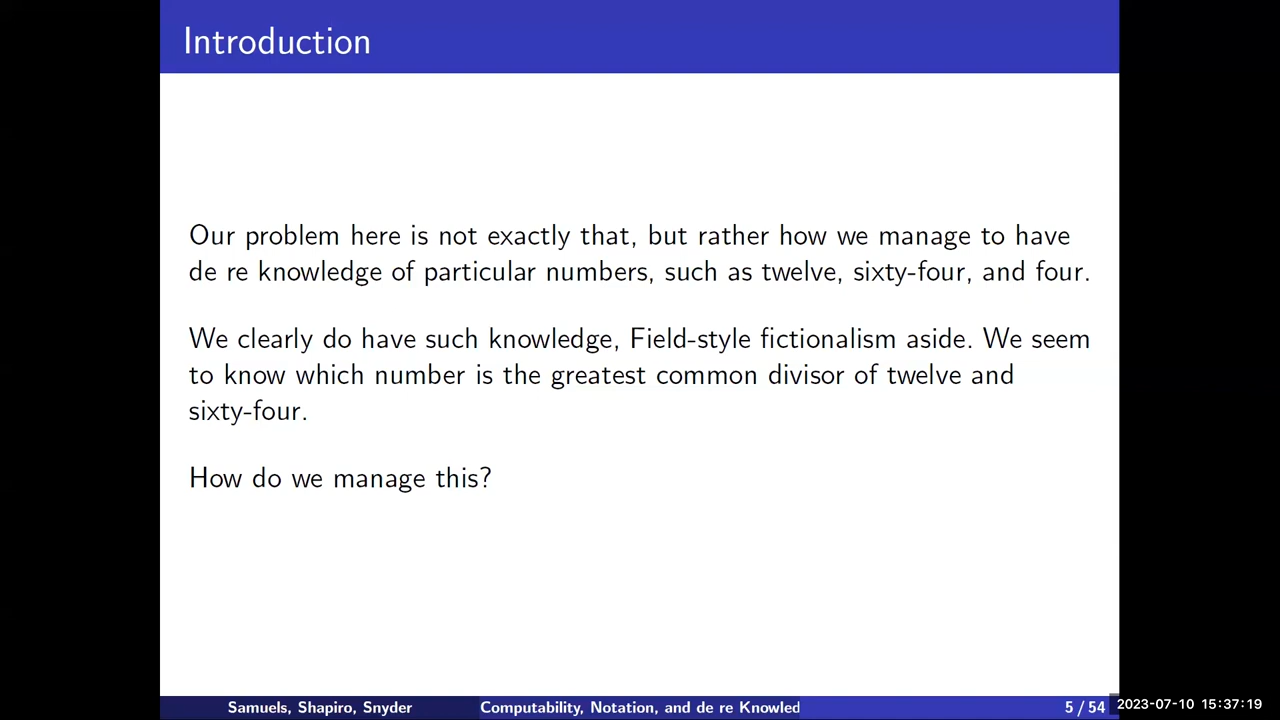 Introduction
Our problem here is not exactly that, but rather how we manage to have
de re knowledge of particular numbers, such as twelve, sixty-four, and four.
We clearly do have such knowledge, Field-style fictionalism aside. We seem
to know which number is the greatest common divisor of twelve and
sixty-four.
How do we manage this?
Samuels, Shapiro, Snyder
Computability, Notation, and de re Knowled
5 / 54
2023-07-10 15:37:19